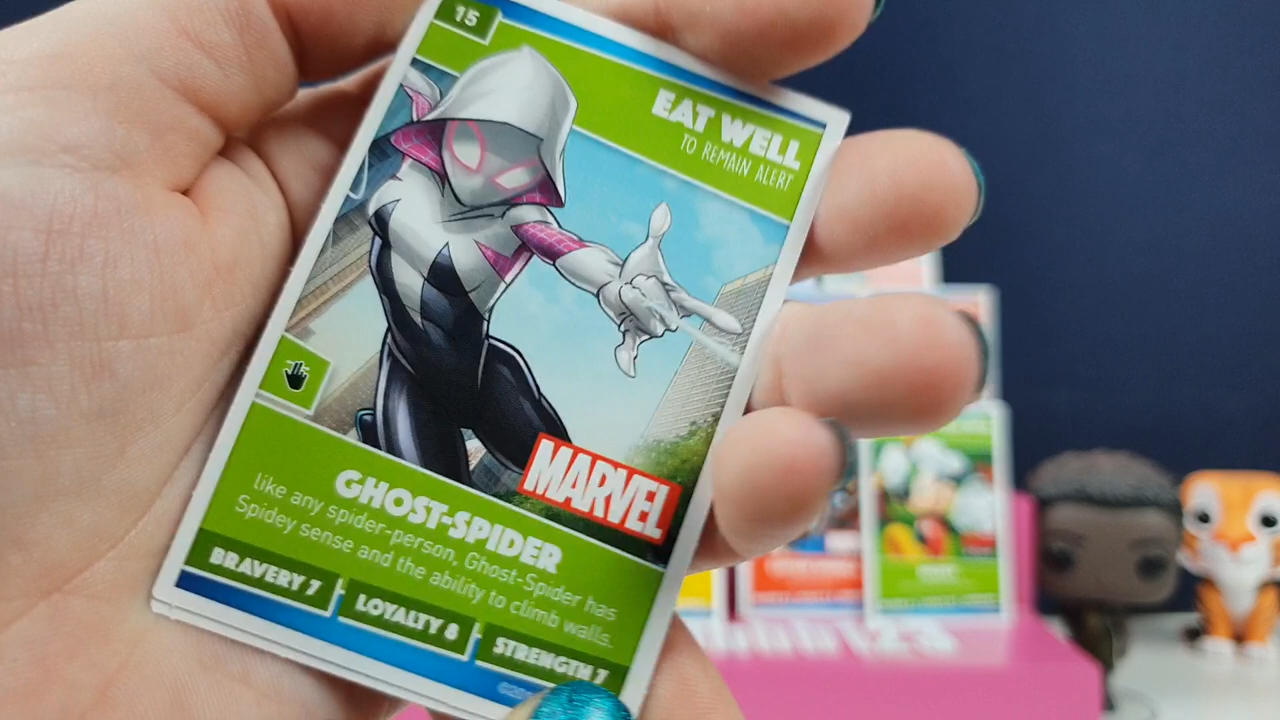 15
EAT WELL
TO REMAIN ALERT
MARVEL
GHOST-SPIDER
like any spider-person, Ghost-Spider has
Spidey sense and the ability to climb walls.
BRAVERY 7
LOYALTY 8
STRENGTH 7
123